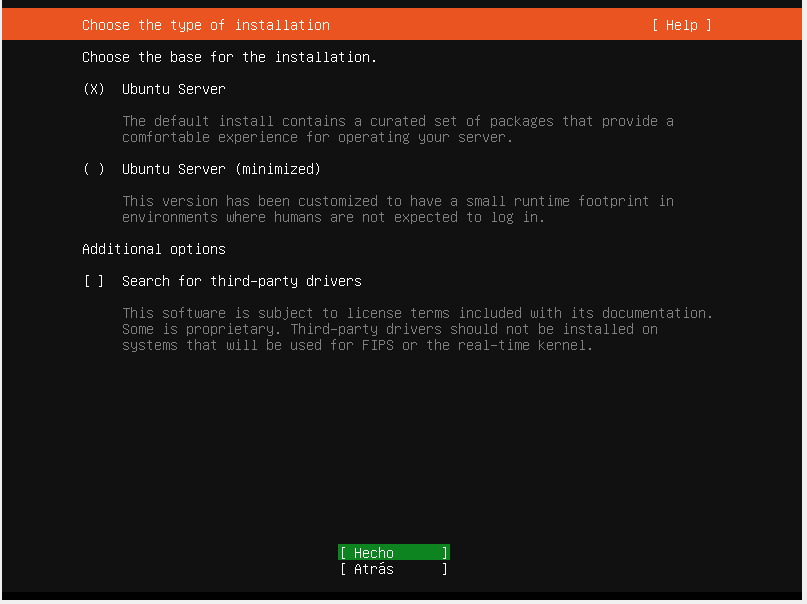 Choose the type of installation [ Help ]
Choose the base for the installation.
(X) Ubuntu Server
The default install contains a curated set of packages that provide a
comfortable experience for operating your server.
( ) Ubuntu Server (minimized)
This version has been customized to have a small runtime footprint in
environments where humans are not expected to log in.
Additional options
[ ] Search for third-party drivers
This software is subject to license terms included with its documentation.
Some is proprietary. Third-party drivers should not be installed on
systems that will be used for FIPS or the real-time kernel.
[ Hecho ]
[ Atrás ]